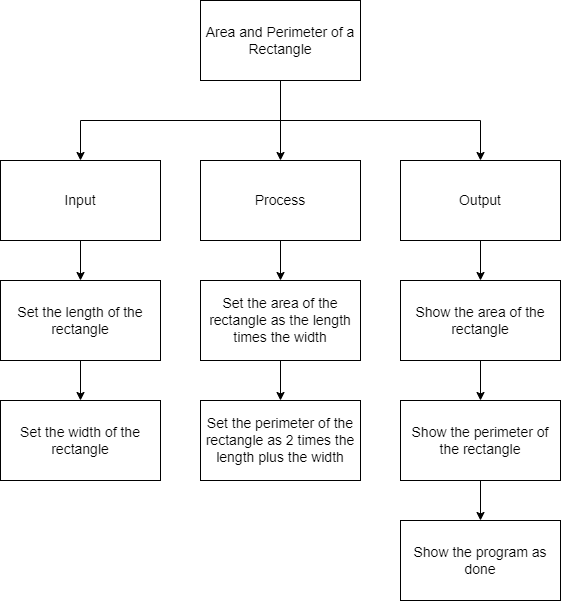 Area and Perimeter of a
Rectangle
Input
Process
Output
Set the length of the
rectangle
Set the area of the
rectangle as the length
times the width
Show the area of the
rectangle
Set the width of the
rectangle
Set the perimeter of the
rectangle as 2 times the
length plus the width
Show the perimeter of
the rectangle
Show the program as
done